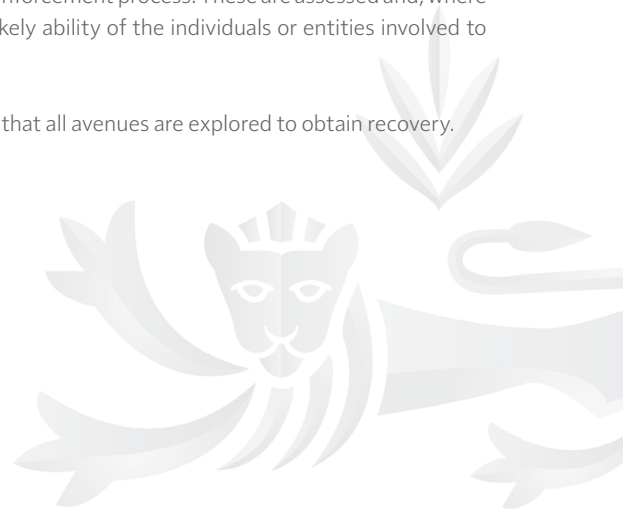 nforcement process. These are assessed and, where
kely ability of the individuals or entities involved to
that all avenues are explored to obtain recovery.